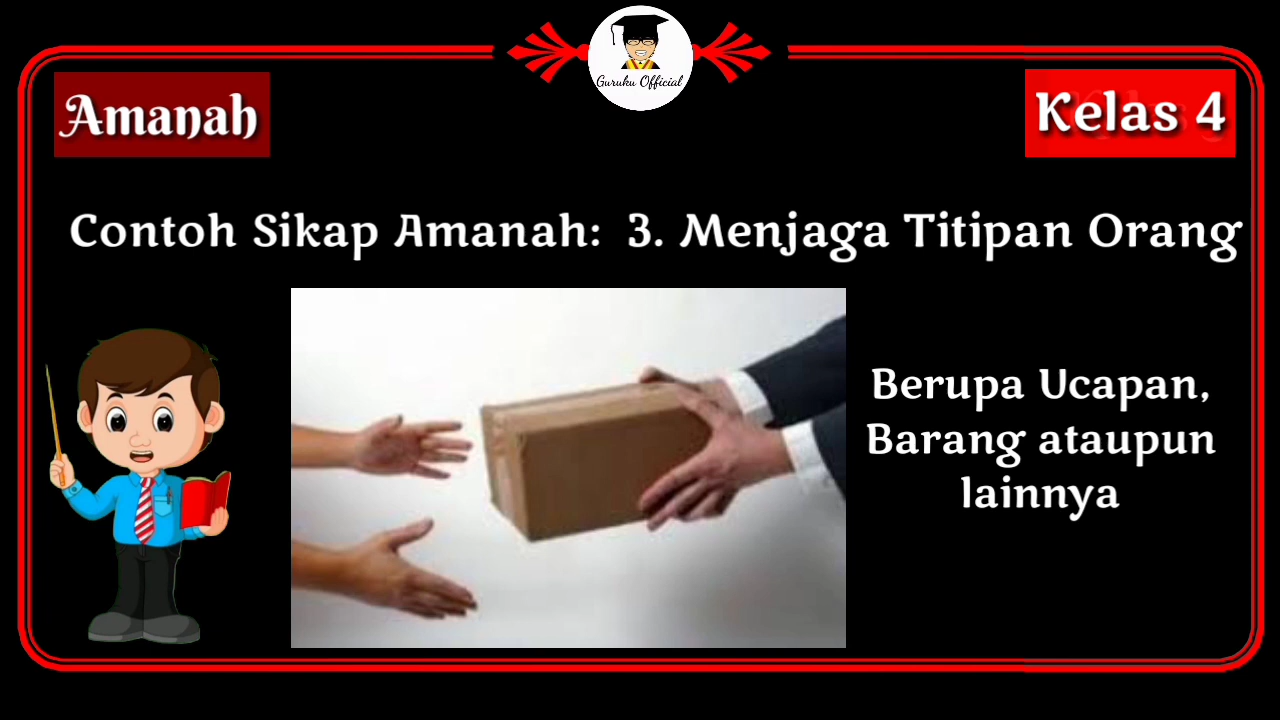 Guruku Official
Amanah
Kelas 4
Contoh Sikap Amanah: 3. Menjaga Titipan Orang
Berupa Ucapan,
Barang ataupun
lainnya